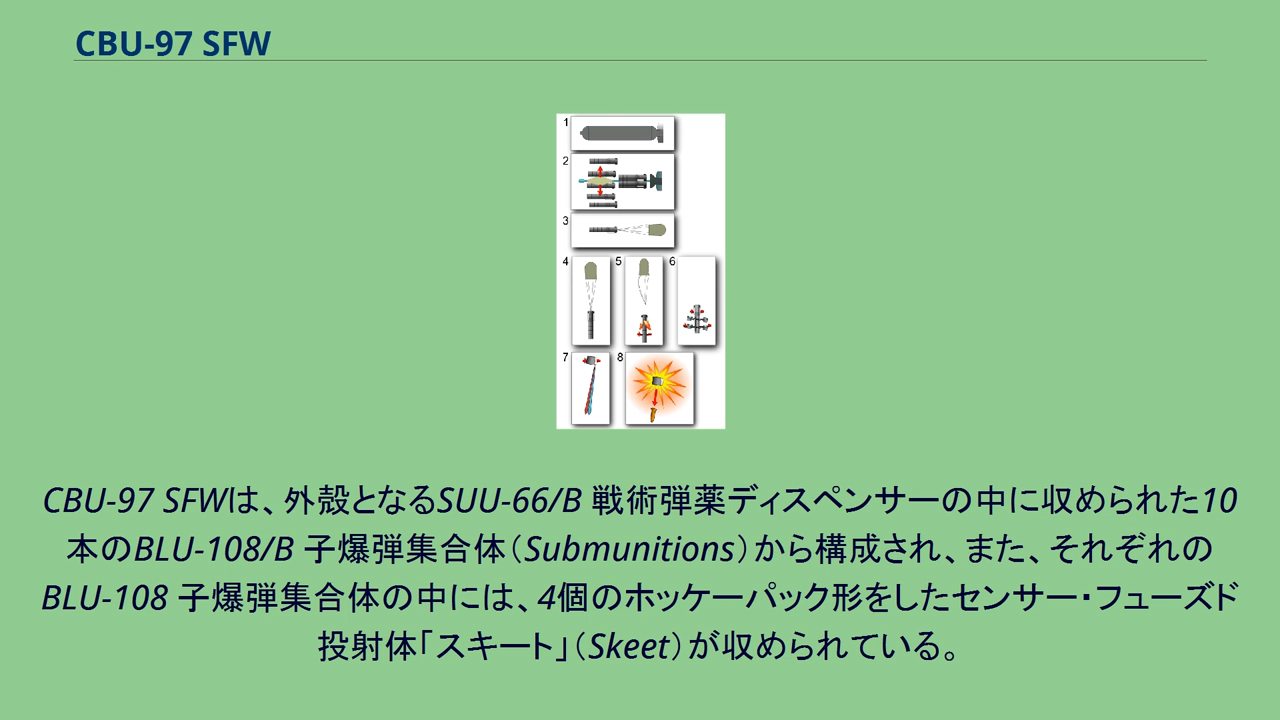 CBU-97 SFW
1
2
3
4 5 6
7 8
CBU-97 SFWは、外殻となるSUU-66/B 戦術弾薬ディスペンサーの中に収められた10
本のBLU-108/B 子爆弾集合体（Submunitions）から構成され、また、それぞれの
BLU-108 子爆弾集合体の中には、4個のホッケーパック形をしたセンサー・フューズド
投射体「スキート」（Skeet）が収められている。